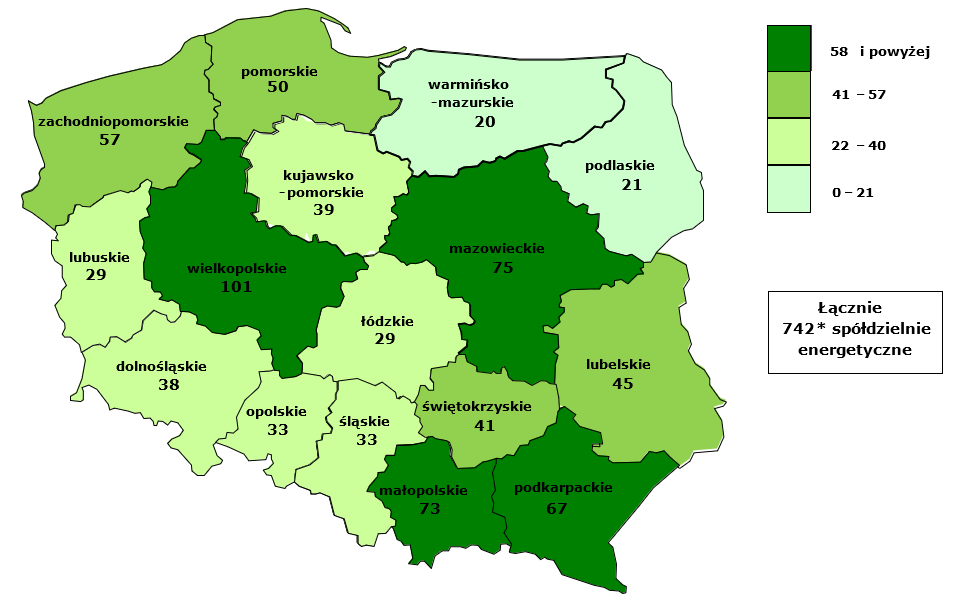 pomorskie
50
zachodniopomorskie
57
warmińsko
-mazurskie
20
podlaskie
21
kujawsko
-pomorskie
39
mazowieckie
75
lubuskie
29
wielkopolskie
101
łódzkie
29
dolnośląskie
38
lubelskie
45
opolskie
33
śląskie
33
świętokrzyskie
41
małopolskie
73
podkarpackie
67
58 i powyżej
41 – 57
22 – 40
0 – 21
Łącznie
742* spółdzielnie
energetyczne